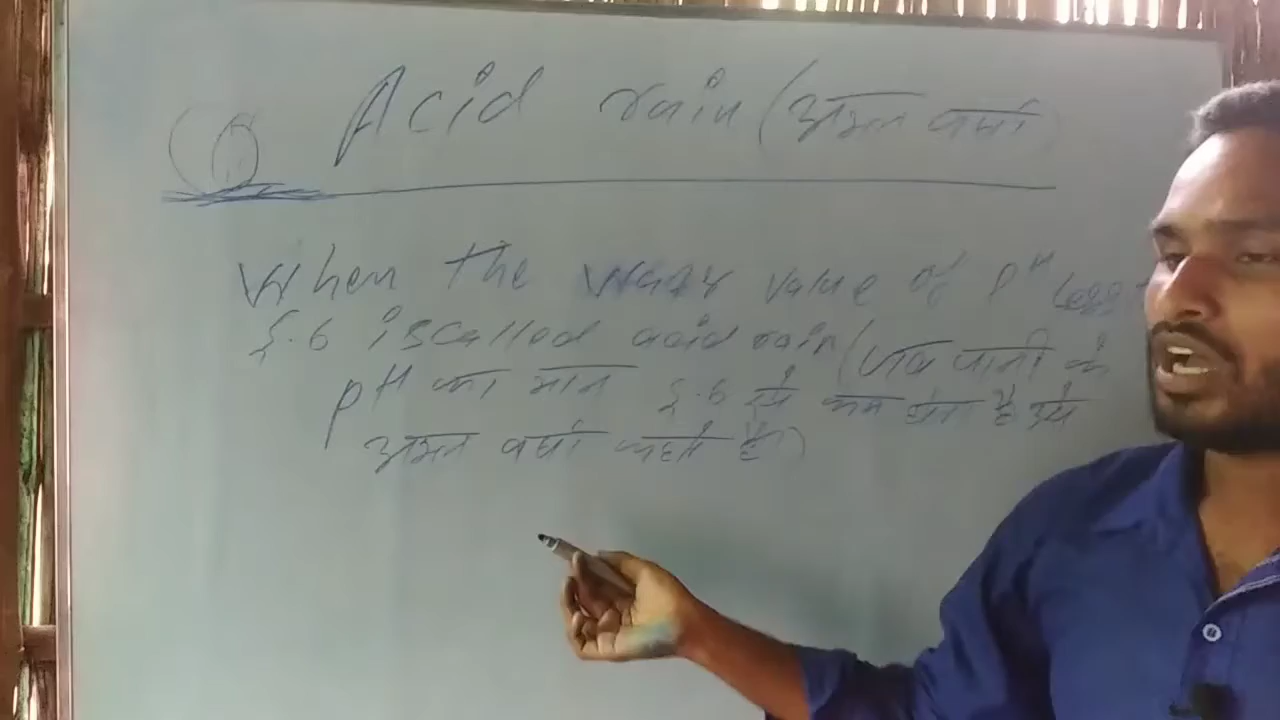 Acid rain (अम्ल वर्षा)
When the water value of pH less
5.6 is called acid rain (जब पानी के
pH का मान 5.6 से कम होता है उसे
अम्ल वर्षा कहते हैं)